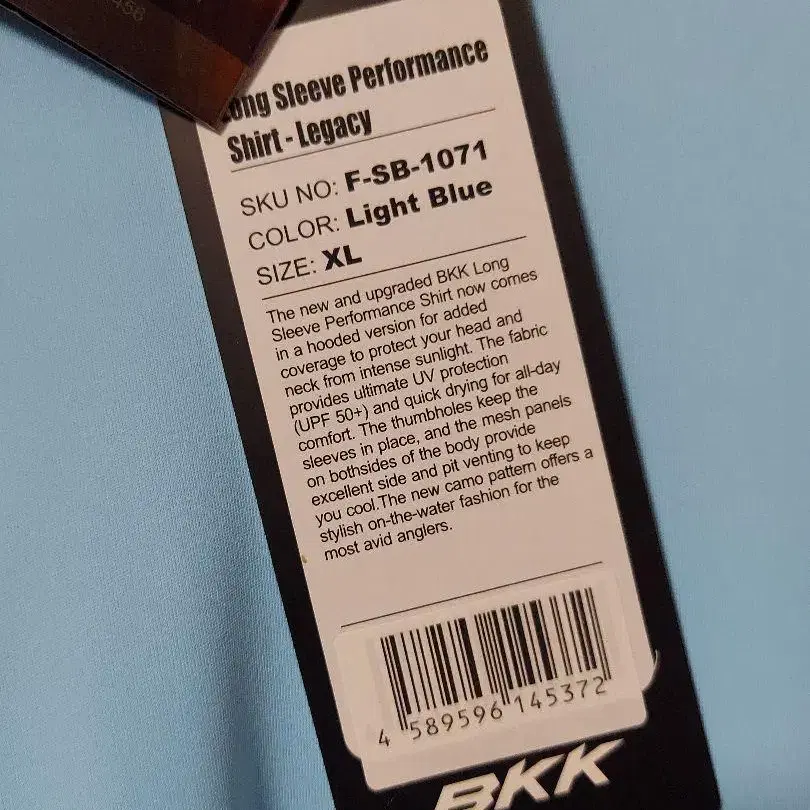 456
Long Sleeve Performance
Shirt - Legacy
SKU NO: F-SB-1071
COLOR: Light Blue
SIZE: XL
The new and upgraded BKK Long
Sleeve Performance Shirt now comes
in a hooded version for added
coverage to protect your head and
neck from intense sunlight. The fabric
provides ultimate UV protection
(UPF 50+) and quick drying for all-day
comfort. The thumbholes keep the
sleeves in place, and the mesh panels
on bothsides of the body provide
excellent side and pit venting to keep
you cool.The new camo pattern offers a
stylish on-the-water fashion for the
most avid anglers.
4 589596 145372
BKK